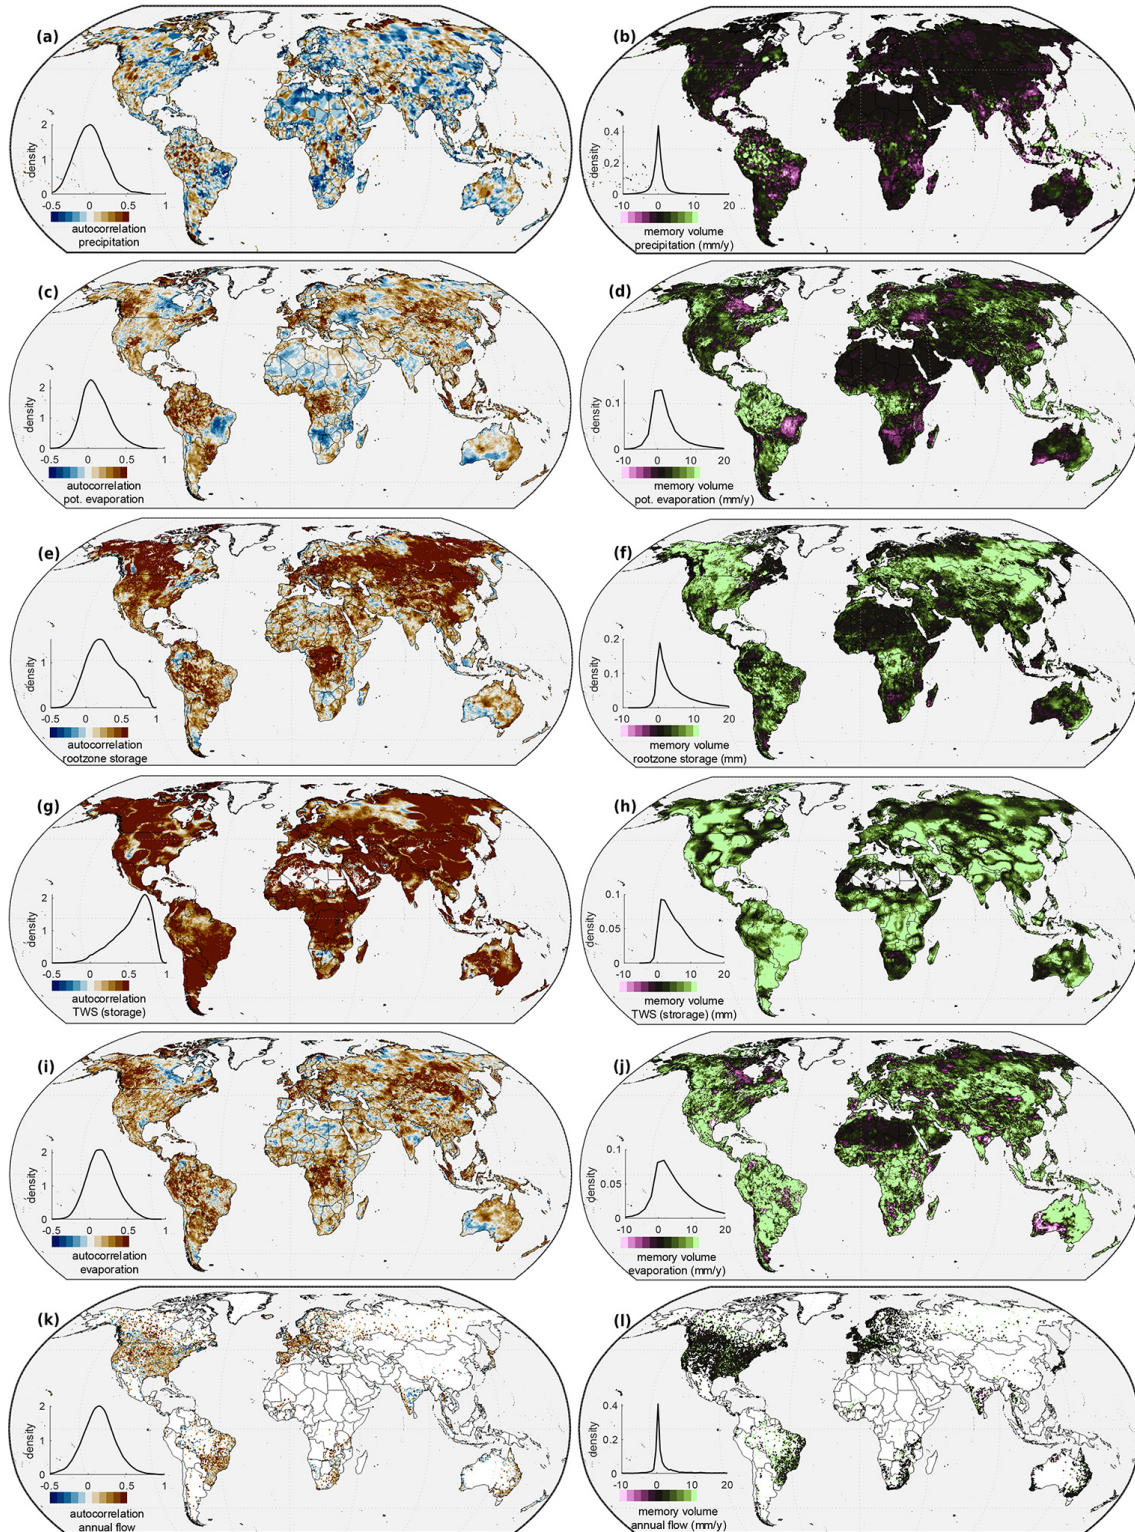 (a)
2
1
0
density
-0.5 0 0.5 1
autocorrelation
precipitation
(b)
0.4
0.2
0
density
-10 0 10 20
memory volume
precipitation (mm/y)
(c)
2
1
0
density
-0.5 0 0.5 1
autocorrelation
pot. evaporation
(d)
0.1
0
density
-10 0 10 20
memory volume
pot. evaporation (mm/y)
(e)
1
0
density
-0.5 0 0.5 1
autocorrelation
rootzone storage
(f)
0.2
0.1
0
density
-10 0 10 20
memory volume
rootzone storage (mm)
(g)
2
1
0
density
-0.5 0 0.5 1
autocorrelation
TWS (storage)
(h)
0.1
0.05
0
density
-10 0 10 20
memory volume
TWS (strorage) (mm)
(i)
2
1
0
density
-0.5 0 0.5 1
autocorrelation
evaporation
(j)
0.1
0.05
0
density
-10 0 10 20
memory volume
evaporation (mm/y)
(k)
2
1
0
density
-0.5 0 0.5 1
autocorrelation
annual flow
(l)
0.4
0.2
0
density
-10 0 10 20
memory volume
annual flow (mm/y)